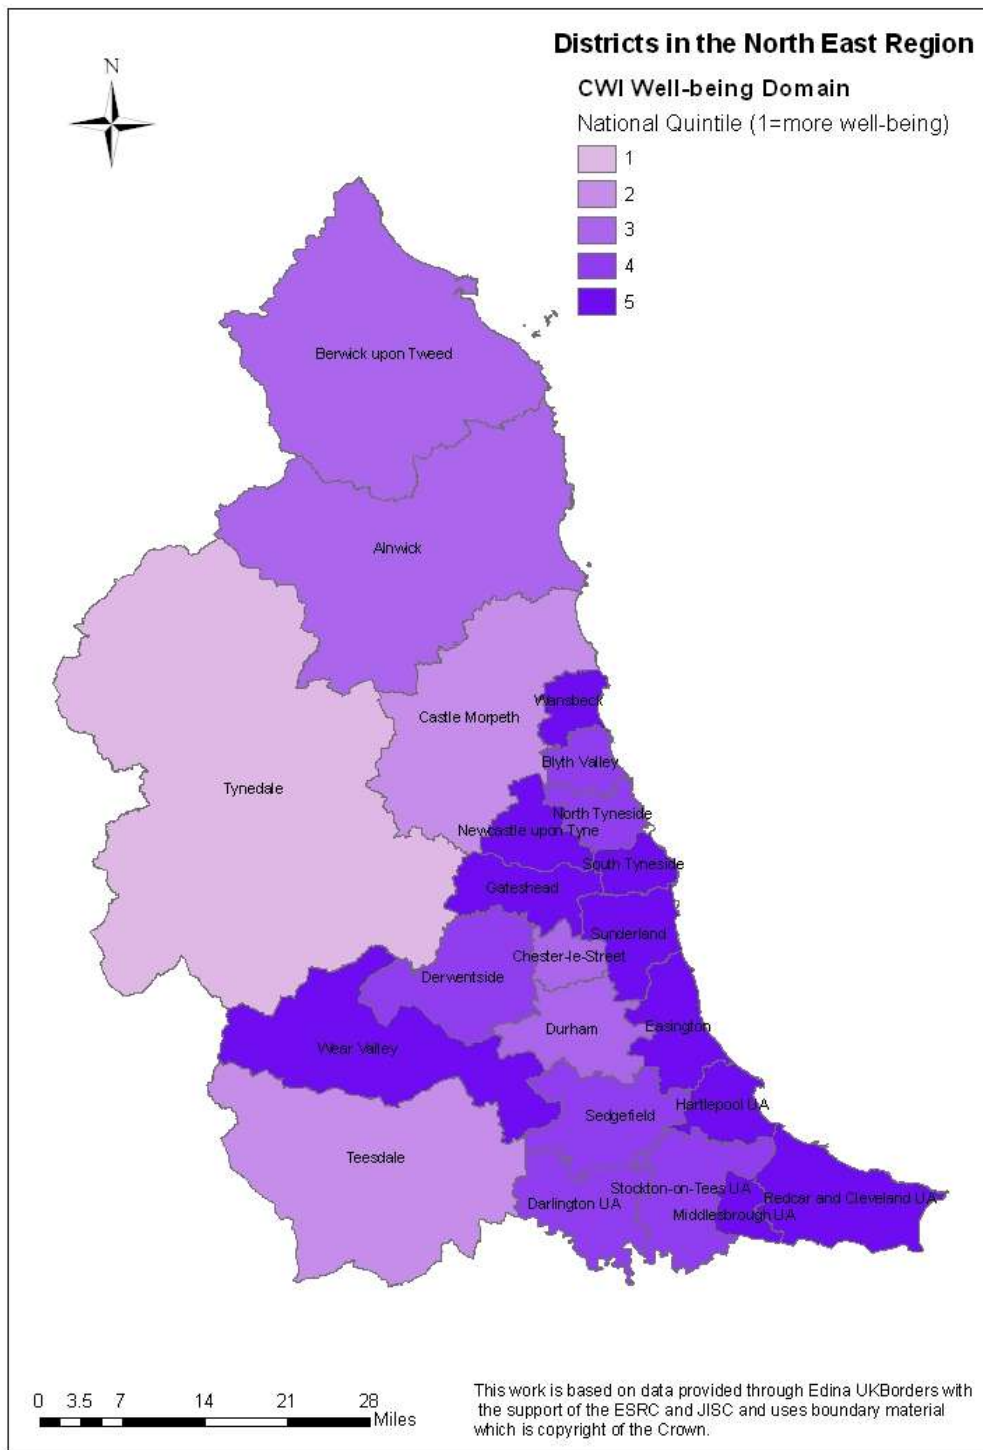 Districts in the North East Region
N
CWI Well-being Domain
National Quintile (1=more well-being)
1
2
3
4
5
Berwick upon Tweed
Alnwick
Wansbeck
Castle Morpeth
Blyth Valley
Tynedale
North Tyneside
Newcastle upon Tyne
South Tyneside
Gateshead
Sunderland
Chester-le-Street
Derwentside
Easington
Durham
Wear Valley
Hartlepool UA
Sedgefield
Teesdale
Stockton-on-Tees UA
Redcar and Cleveland UA
Darlington UA
Middlesbrough UA
0 3.5 7 14 21 28
Miles
This work is based on data provided through Edina UKBorders with
the support of the ESRC and JISC and uses boundary material
which is copyright of the Crown.